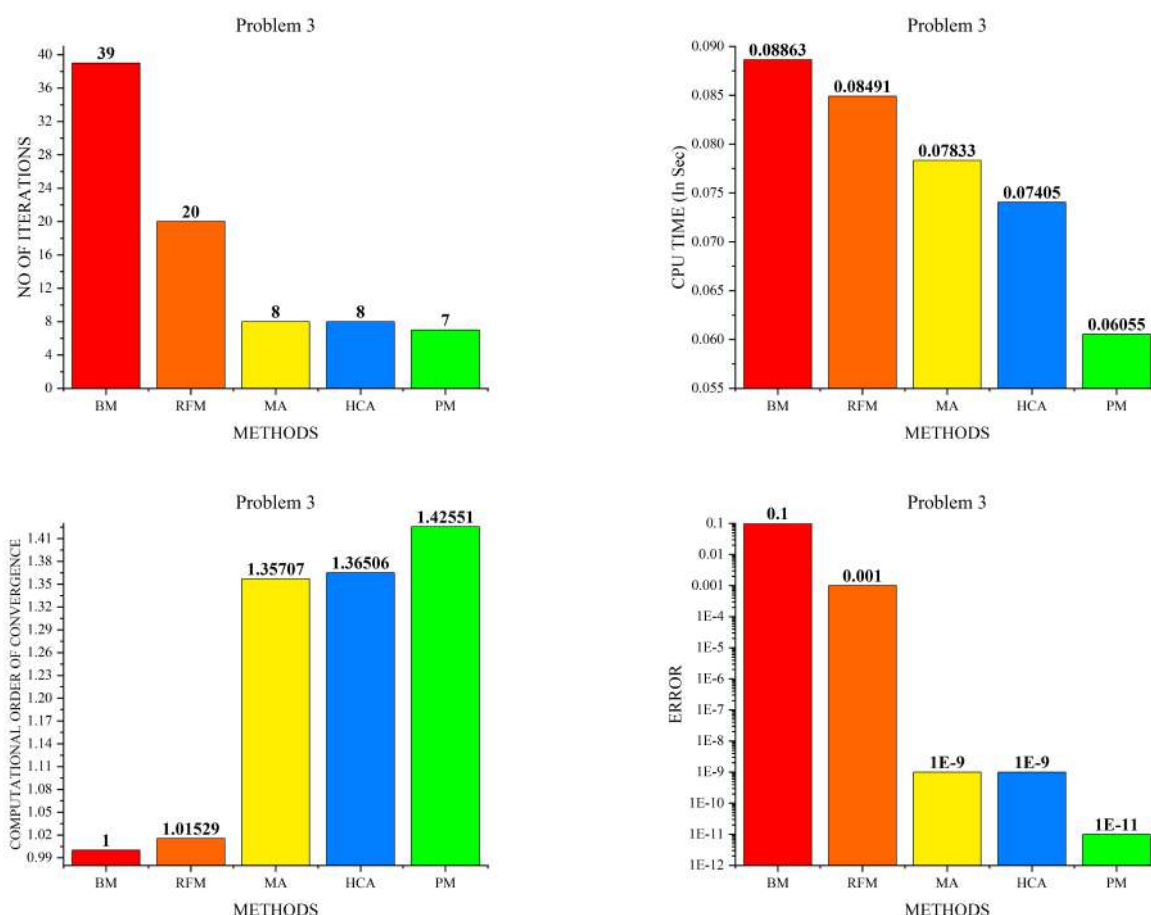 Problem 3
NO OF ITERATIONS
40
36
32
28
24
20
16
12
8
4
0
39
20
8
8
7
BM RFM MA HCA PM
METHODS
Problem 3
CPU TIME (In Sec)
0.090
0.085
0.080
0.075
0.070
0.065
0.060
0.055
0.08863
0.08491
0.07833
0.07405
0.06055
BM RFM MA HCA PM
METHODS
Problem 3
COMPUTATIONAL ORDER OF CONVERGENCE
1.41
1.38
1.35
1.32
1.29
1.26
1.23
1.20
1.17
1.14
1.11
1.08
1.05
1.02
0.99
1
1.01529
1.35707
1.36506
1.42551
BM RFM MA HCA PM
METHODS
Problem 3
ERROR
0.1
0.01
0.001
1E-4
1E-5
1E-6
1E-7
1E-8
1E-9
1E-10
1E-11
1E-12
0.1
0.001
1E-9
1E-9
1E-11
BM RFM MA HCA PM
METHODS